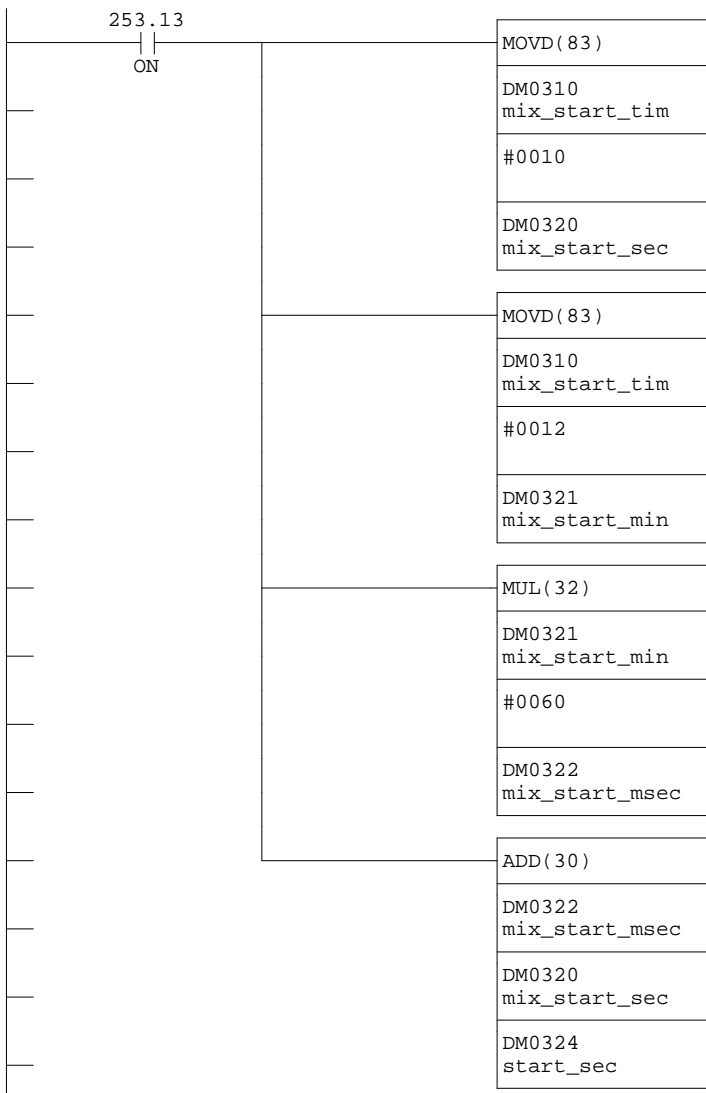 253.13
ON
MOVD(83)
DM0310
mix_start_tim
#0010
DM0320
mix_start_sec
MOVD(83)
DM0310
mix_start_tim
#0012
DM0321
mix_start_min
MUL(32)
DM0321
mix_start_min
#0060
DM0322
mix_start_msec
ADD(30)
DM0322
mix_start_msec
DM0320
mix_start_sec
DM0324
start_sec